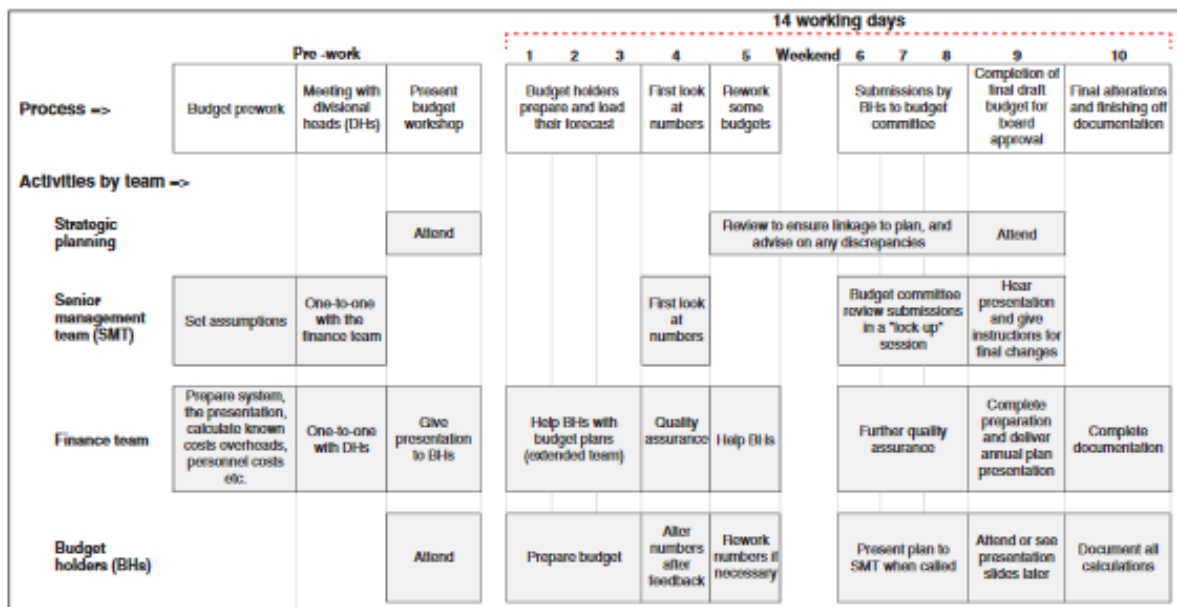 14 working days
Pre -work
1 2 3 4 5 Weekend 6 7 8 9 10
Process =>
Budget prework
Meeting with
divisional
heads (DHs)
Present
budget
workshop
Budget holders
prepare and load
their forecast
First look
at
numbers
Rework
some
budgets
Submissions by
BHs to budget
committee
Completion of
final draft
budget for
board
approval
Final alterations
and finishing off
documentation
Activities by team =>
Strategic
planning
Attend
Review to ensure linkage to plan, and
advise on any discrepancies
Attend
Senior
management
team (SMT)
Set assumptions
One-to-one
with the
finance team
First look
at
numbers
Budget committee
review submissions
in a "lock-up"
session
Hear
presentation
and give
instructions for
final changes
Finance team
Prepare system,
the presentation,
calculate known
costs overheads,
personnel costs
etc.
One-to-one
with DHs
Give
presentation
to BHs
Help BHs with
budget plans
(extended team)
Quality
assurance
Help BHs
Further quality
assurance
Complete
preparation
and deliver
annual plan
presentation
Complete
documentation
Budget
holders (BHs)
Attend
Prepare budget
Alter
numbers
after
feedback
Rework
numbers if
necessary
Present plan to
SMT when called
Attend or see
presentation
slides later
Document all
calculations